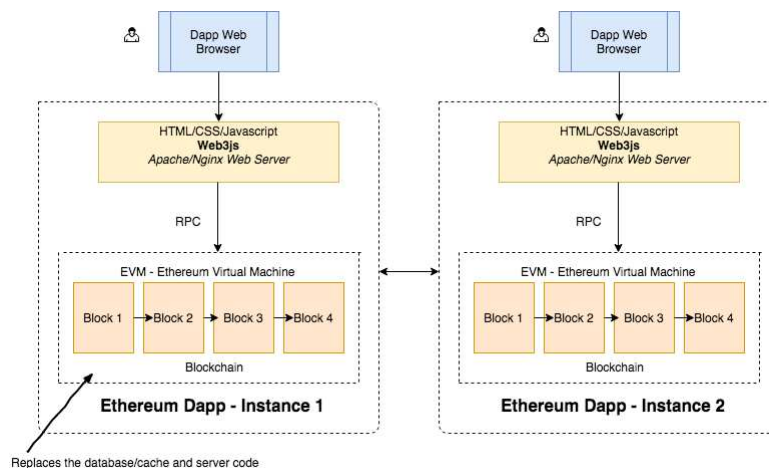 Dapp Web
Browser
HTML/CSS/Javascript
Web3js
Apache/Nginx Web Server
RPC
EVM - Ethereum Virtual Machine
Block 1
Block 2
Block 3
Block 4
Blockchain
Ethereum Dapp - Instance 1
Replaces the database/cache and server code
Dapp Web
Browser
HTML/CSS/Javascript
Web3js
Apache/Nginx Web Server
RPC
EVM - Ethereum Virtual Machine
Block 1
Block 2
Block 3
Block 4
Blockchain
Ethereum Dapp - Instance 2